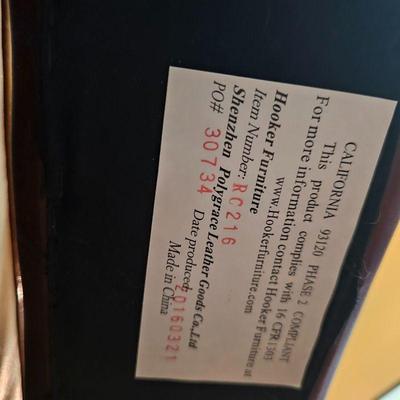 CALIFORNIA 93120 PHASE 2 COMPLIANT
This product complies with 16 CFR1303
For more information contact Hooker Furniture at
www.Hookerfurniture.com
Hooker Furniture
Item Number: RC216
Shenzhen Polygrace Leather Goods Co.,Ltd
PO# 30734 Date produced: 20160321
Made in China